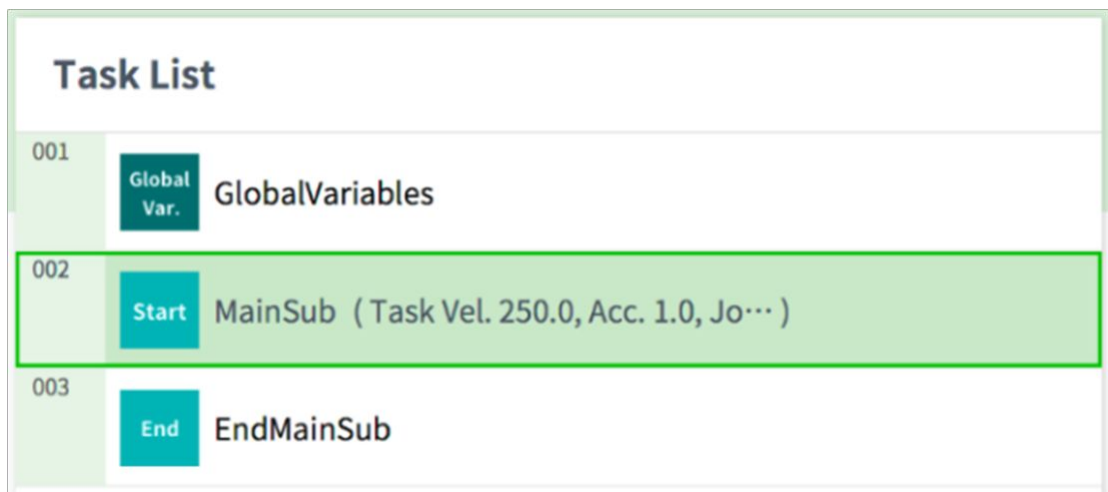 Task List
001
Global
Var.
GlobalVariables
002
Start
MainSub ( Task Vel. 250.0, Acc. 1.0, Jo··· )
003
End
EndMainSub